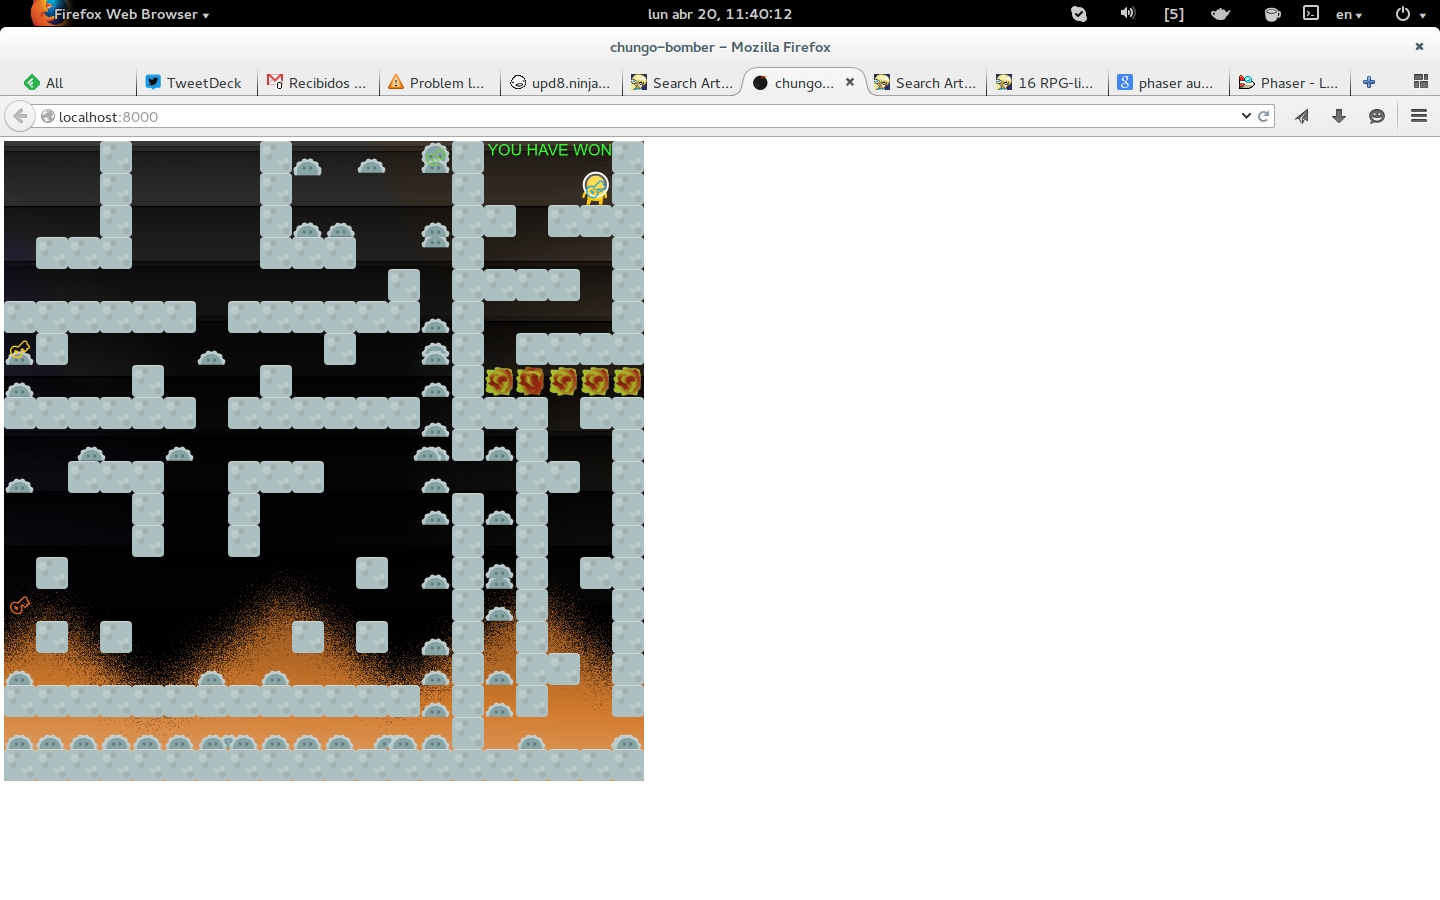 Firefox Web Browser
lun abr 20, 11:40:12
[5]
en
chungo-bomber - Mozilla Firefox
All
TweetDeck
Recibidos ...
Problem l...
upd8.ninja...
Search Art...
chungo...
Search Art...
16 RPG-li...
phaser au...
Phaser - L...
localhost:8000
YOU HAVE WON